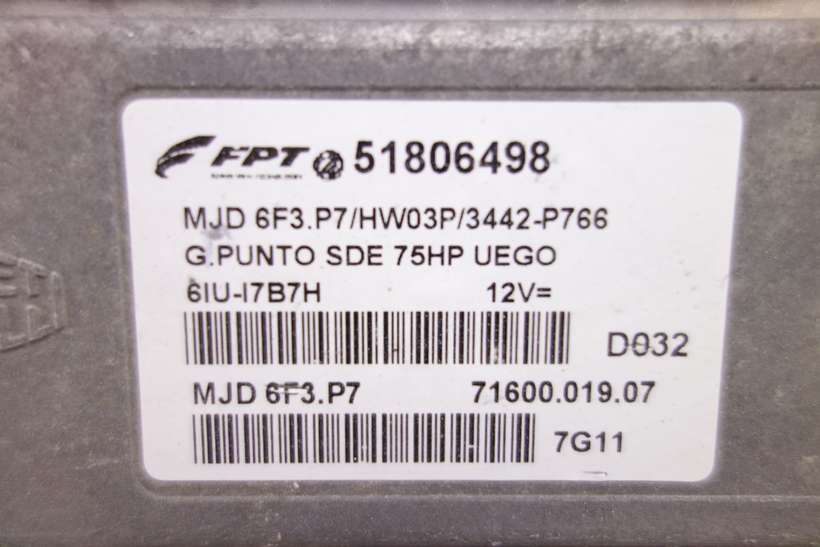 FPT 51806498
MJD 6F3.P7/HW03P/3442-P766
G.PUNTO SDE 75HP UEGO
6IU-I7B7H 12V=
D032
MJD 6F3.P7 71600.019.07
7G11